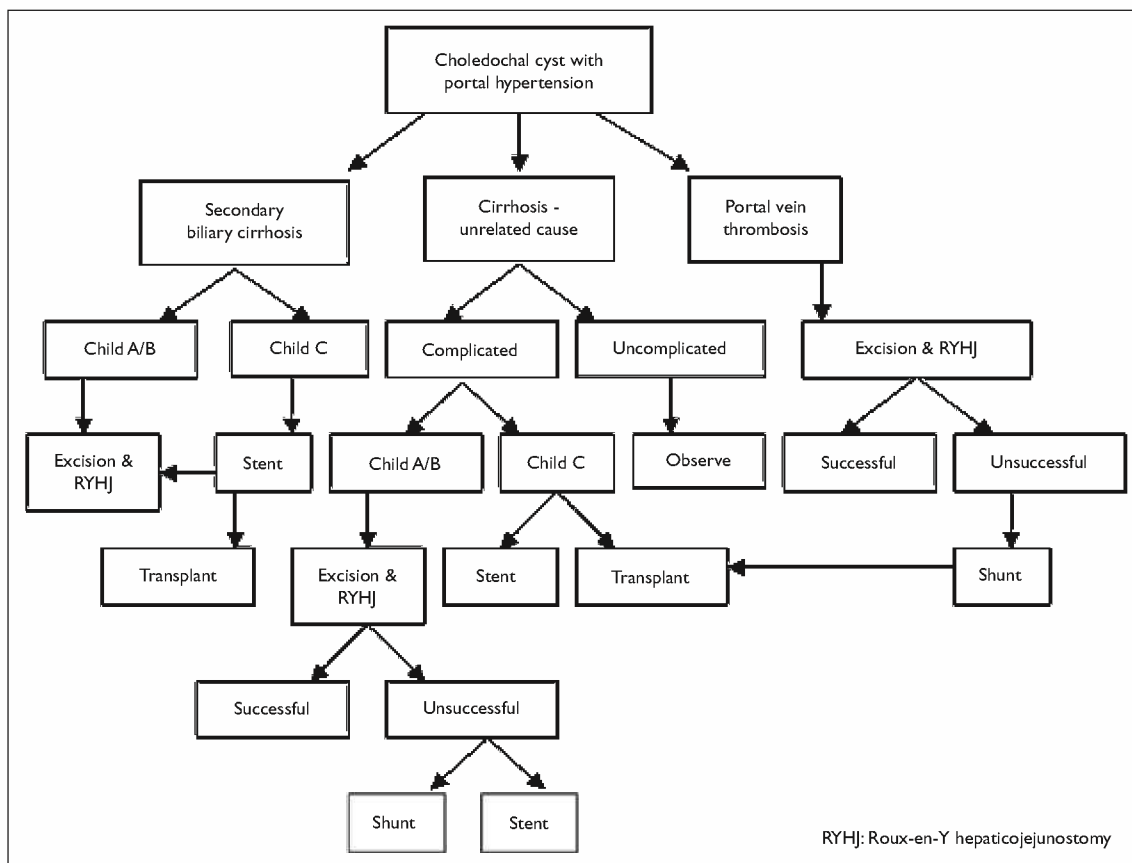 Choledochal cyst with
portal hypertension
Secondary
biliary cirrhosis
Cirrhosis -
unrelated cause
Portal vein
thrombosis
Child A/B
Child C
Complicated
Uncomplicated
Excision & RYHJ
Excision &
RYHJ
Stent
Child A/B
Child C
Observe
Successful
Unsuccessful
Transplant
Excision &
RYHJ
Stent
Transplant
Shunt
Successful
Unsuccessful
Shunt
Stent
RYHJ: Roux-en-Y hepaticojejunostomy